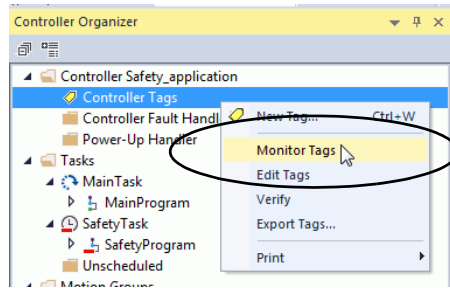 Controller Organizer
Controller Safety_application
Controller Tags
Controller Fault Handl
Power-Up Handler
Tasks
MainTask
MainProgram
SafetyTask
SafetyProgram
Unscheduled
Motion Groups
New Tag... Ctrl+W
Monitor Tags
Edit Tags
Verify
Export Tags...
Print